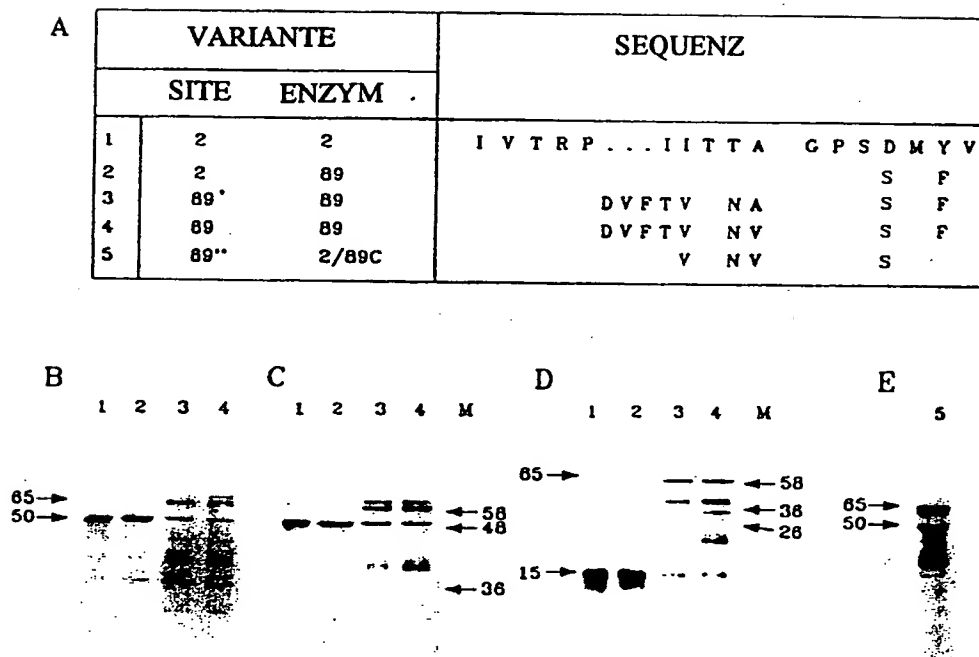 A
VARIANTE SEQUENZ
SITE ENZYM
1 2 2 I V T R P . . . I I T T A G P S D M Y V
2 2 89 S F
3 89* 89 D V F T V N A S F
4 89 89 D V F T V N V S F
5 89** 2/89C V N V S
B C D E
1 2 3 4 1 2 3 4 M 1 2 3 4 M 5
65 50 58 48 36
65 15 58 36 26
65 50